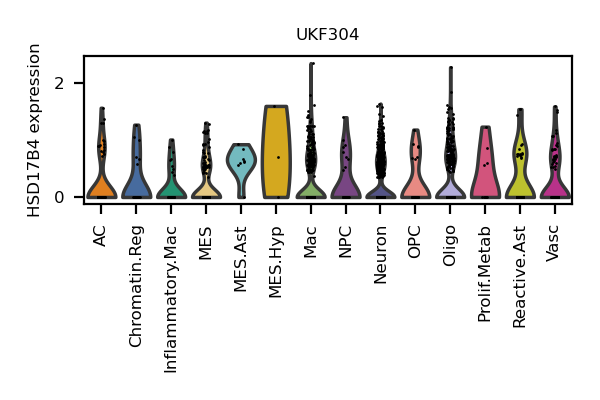 UKF304
HSD17B4 expression
2
0
AC
Chromatin.Reg
Inflammatory.Mac
MES
MES.Ast
MES.Hyp
Mac
NPC
Neuron
OPC
Oligo
Prolif.Metab
Reactive.Ast
Vasc